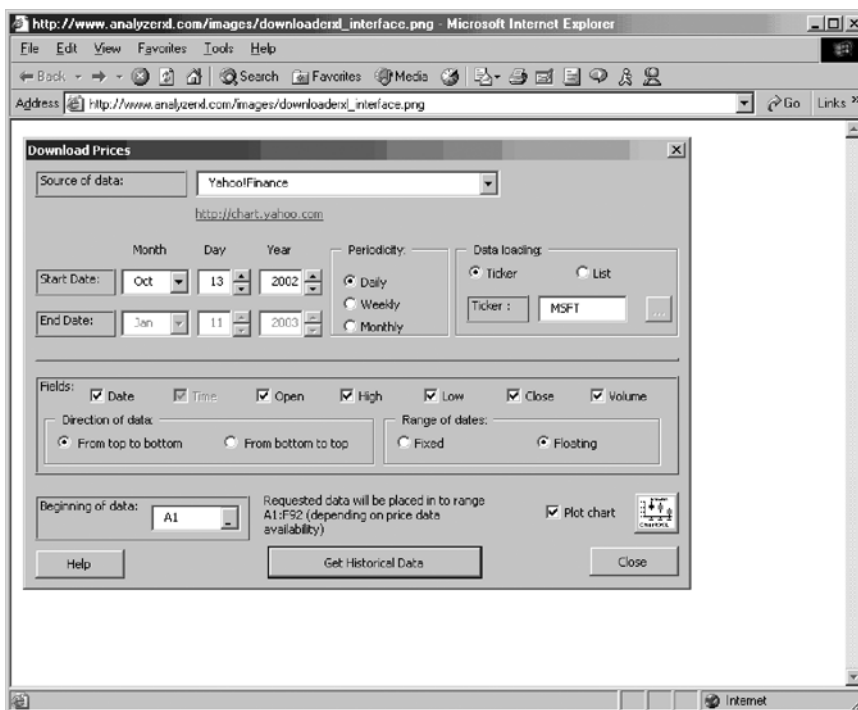 http://www.analyzerxl.com/images/downloaderxl_interface.png - Microsoft Internet Explorer
File Edit View Favorites Tools Help
Back Search Favorites Media
Address http://www.analyzerxl.com/images/downloaderxl_interface.png Go Links
Download Prices
Source of data: Yahoo!Finance
http://chart.yahoo.com
Month Day Year Periodicity: Data loading:
Start Date: Oct 13 2002 Daily Ticker List
Weekly Ticker : MSFT ...
End Date: Jan 11 2003 Monthly
Fields: Date Time Open High Low Close Volume
Direction of data: Range of dates:
From top to bottom From bottom to top Fixed Floating
Beginning of data: A1 Requested data will be placed in to range
A1:F92 (depending on price data
availability)
Plot chart
Help Get Historical Data Close
Internet